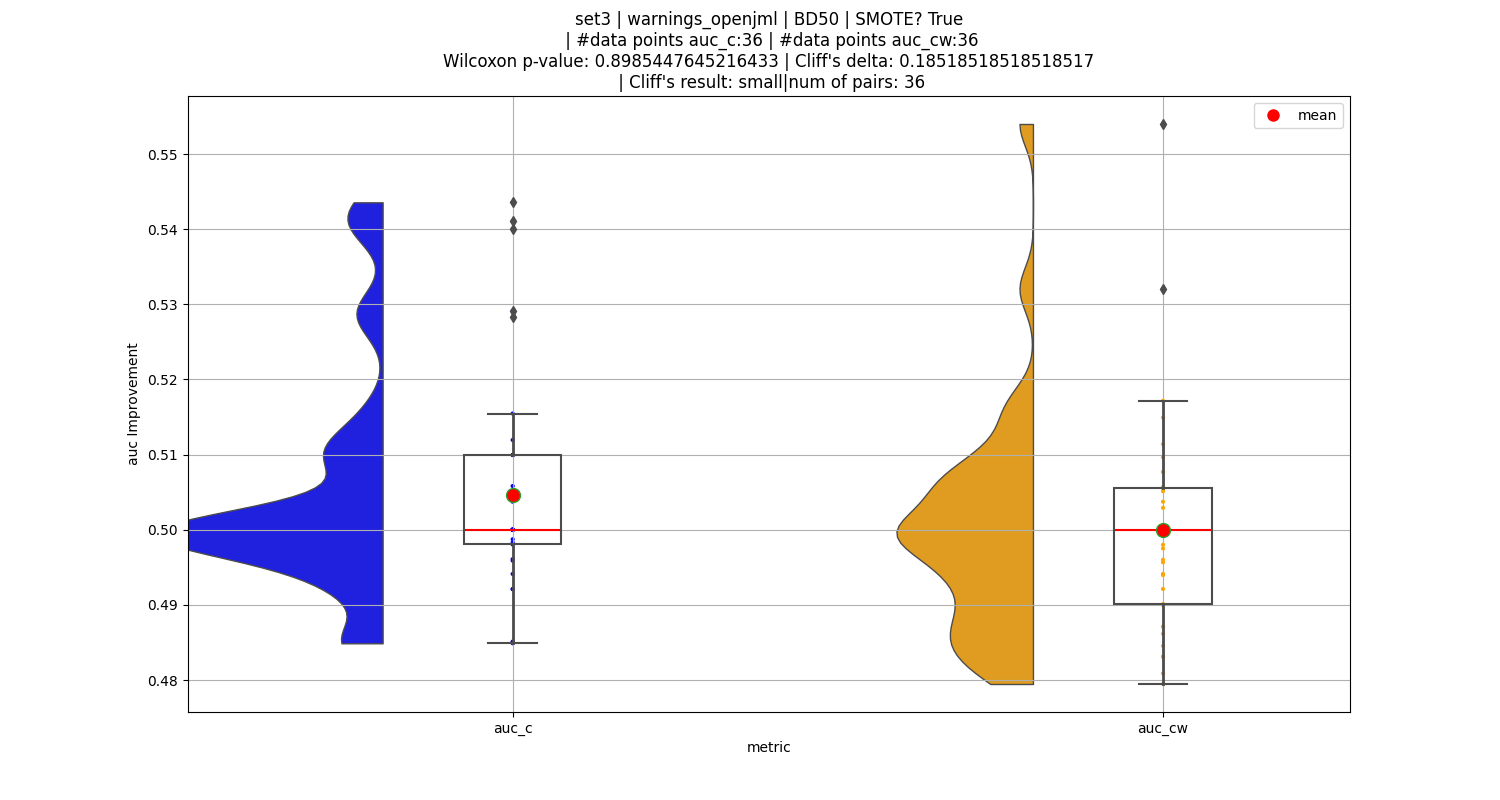 set3 | warnings_openjml | BD50 | SMOTE? True
| #data points auc_c:36 | #data points auc_cw:36
Wilcoxon p-value: 0.8985447645216433 | Cliff's delta: 0.18518518518518517
| Cliff's result: small|num of pairs: 36
mean
0.55
0.54
0.53
0.52
0.51
0.50
0.49
0.48
auc Improvement
auc_c
auc_cw
metric